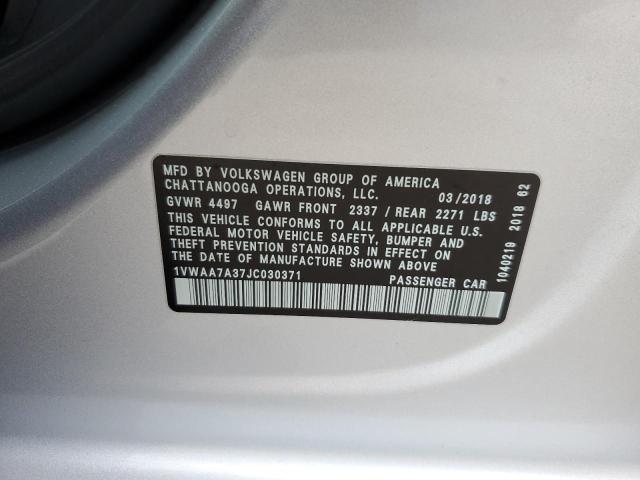 MFD BY VOLKSWAGEN GROUP OF AMERICA
CHATTANOOGA OPERATIONS, LLC. 03/2018
GVWR 4497 GAWR FRONT 2337 / REAR 2271 LBS
THIS VEHICLE CONFORMS TO ALL APPLICABLE U.S.
FEDERAL MOTOR VEHICLE SAFETY, BUMPER AND
THEFT PREVENTION STANDARDS IN EFFECT ON
THE DATE OF MANUFACTURE SHOWN ABOVE
1VWAA7A37JC030371 PASSENGER CAR
1040219 2018 62